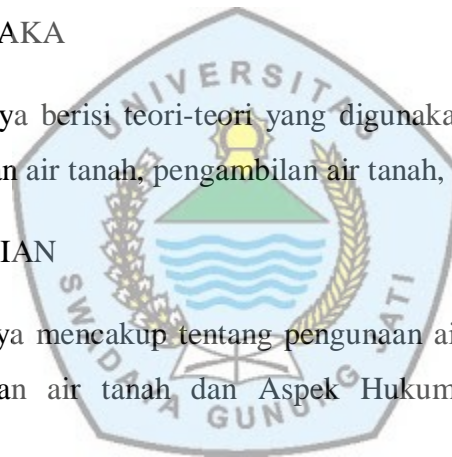 AKA
UNIVERSITAS
ya berisi teori-teori yang digunaka
an air tanah, pengambilan air tanah,
IAN
ya mencakup tentang pengunaan ai
an air tanah dan Aspek Hukum
SWADAYA GUNUNG JATI